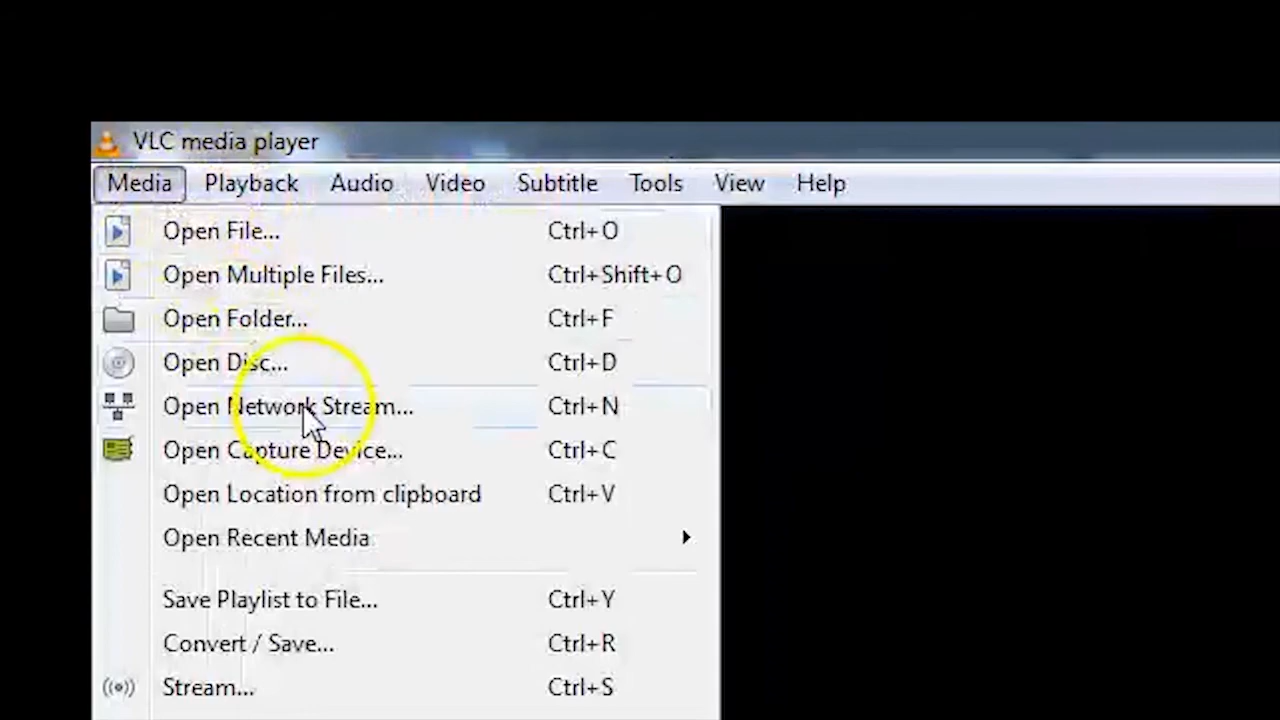 VLC media player
Media Playback Audio Video Subtitle Tools View Help
Open File... Ctrl+O
Open Multiple Files... Ctrl+Shift+O
Open Folder... Ctrl+F
Open Disc... Ctrl+D
Open Network Stream... Ctrl+N
Open Capture Device... Ctrl+C
Open Location from clipboard Ctrl+V
Open Recent Media
Save Playlist to File... Ctrl+Y
Convert / Save... Ctrl+R
Stream... Ctrl+S